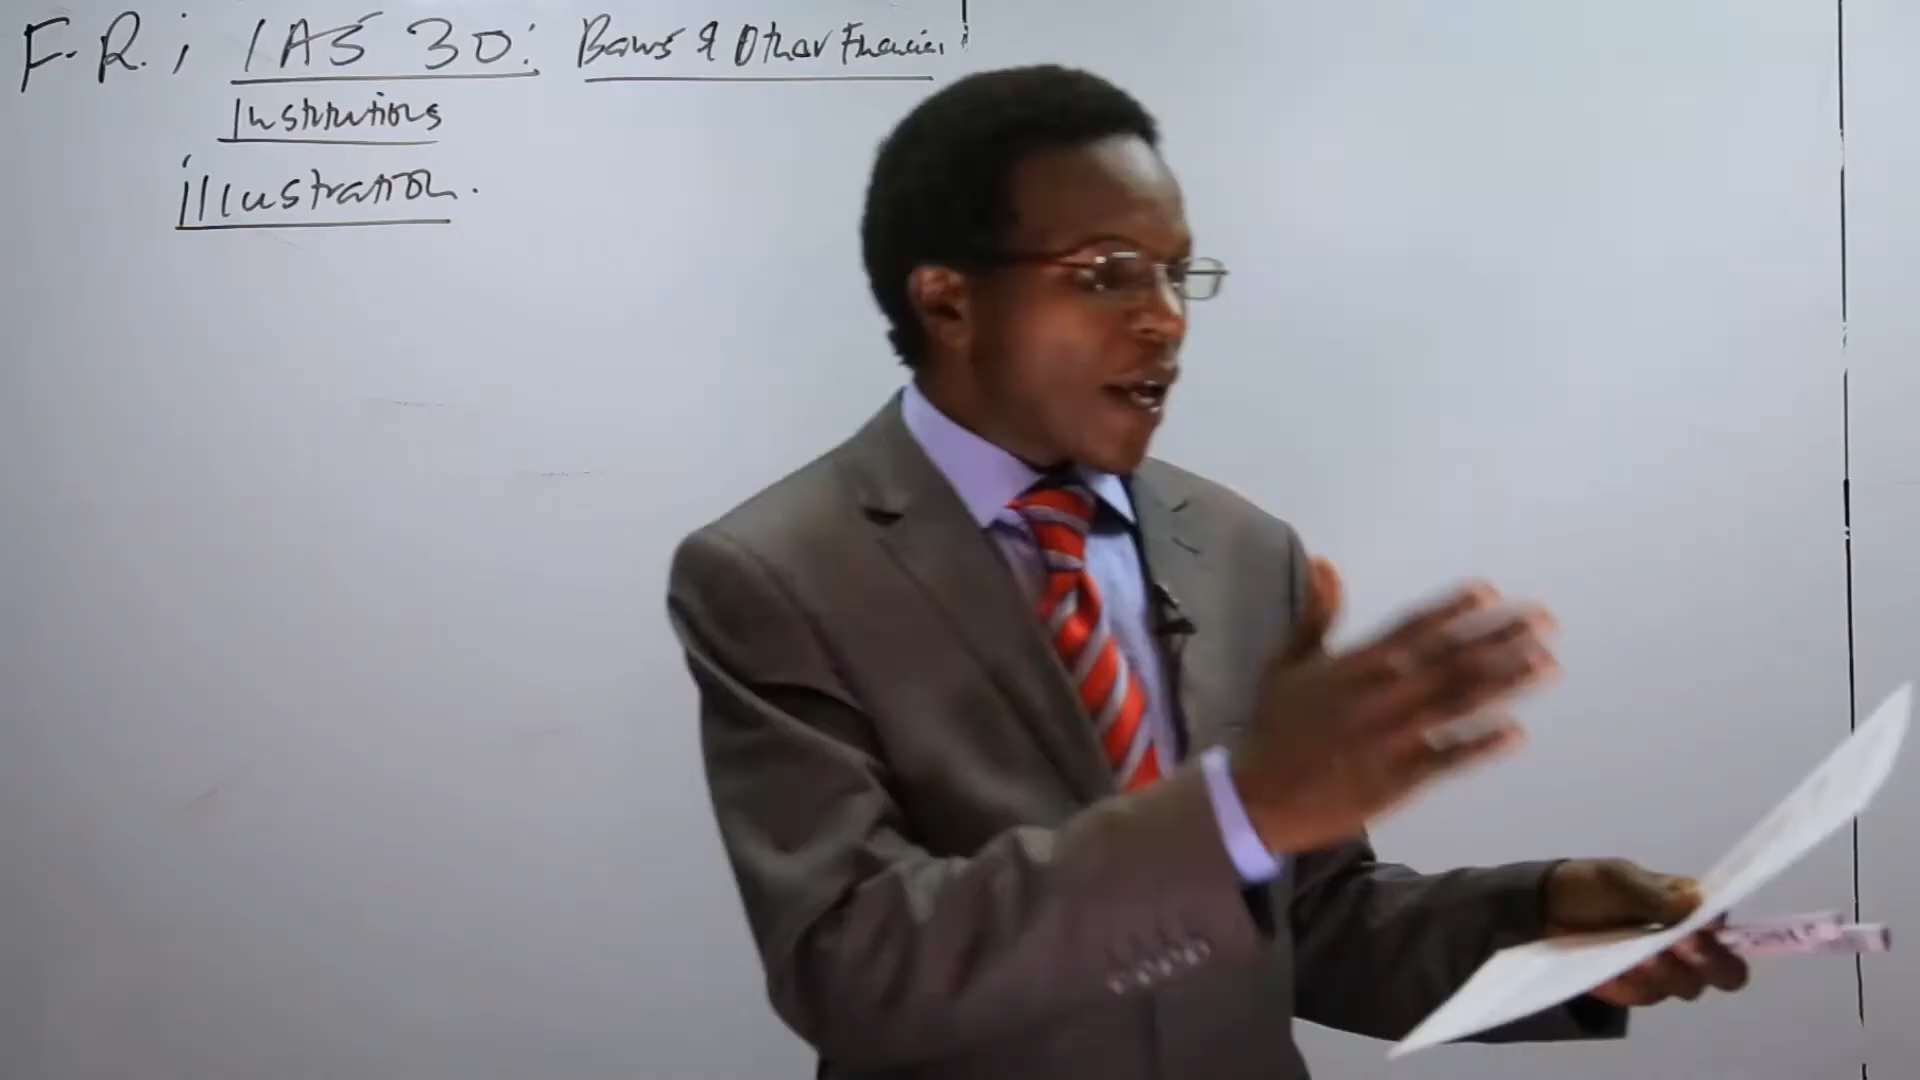 F.R. ; IAS 30: Banks & Other Financial
Institutions
illustration.